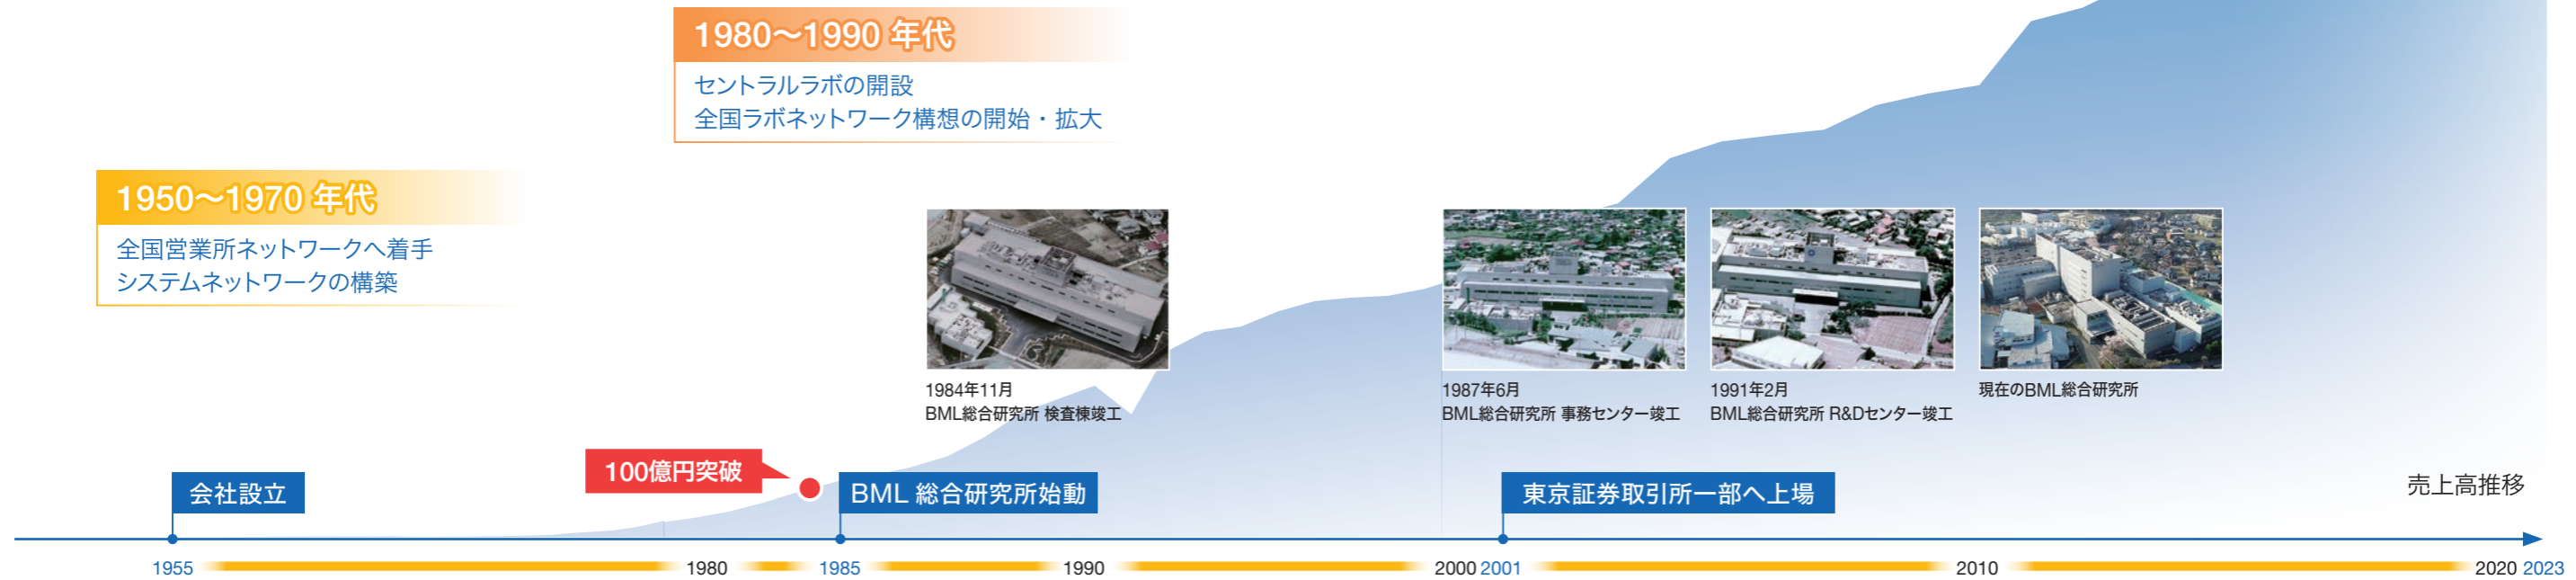 1980～1990 年代
セントラルラボの開設
全国ラボネットワーク構想の開始・拡大
1950～1970 年代
全国営業所ネットワークへ着手
システムネットワークの構築
1984年11月
BML総合研究所 検査棟竣工
1987年6月
BML総合研究所 事務センター竣工
1991年2月
BML総合研究所 R&Dセンター竣工
現在のBML総合研究所
100億円突破
会社設立
BML 総合研究所始動
東京証券取引所一部へ上場
売上高推移
1955 1980 1985 1990 2000 2001 2010 2020 2023